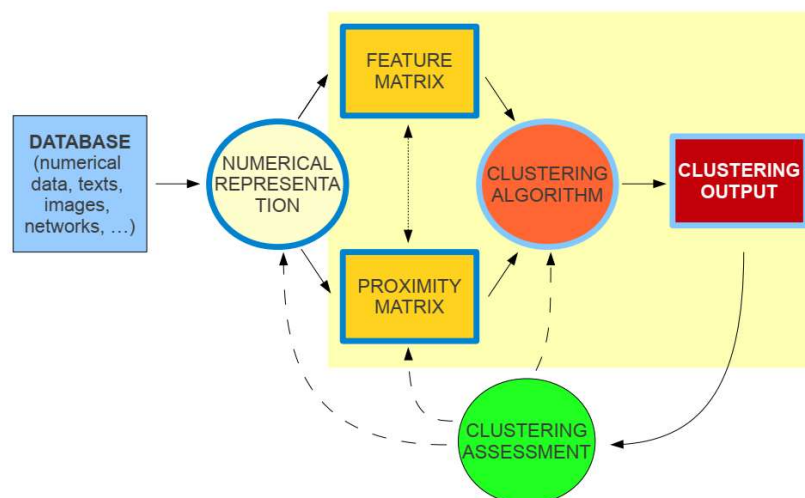 DATABASE
(numerical
data, texts,
images,
networks, …)
NUMERICAL
REPRESENTA
TION
FEATURE
MATRIX
PROXIMITY
MATRIX
CLUSTERING
ALGORITHM
CLUSTERING
OUTPUT
CLUSTERING
ASSESSMENT